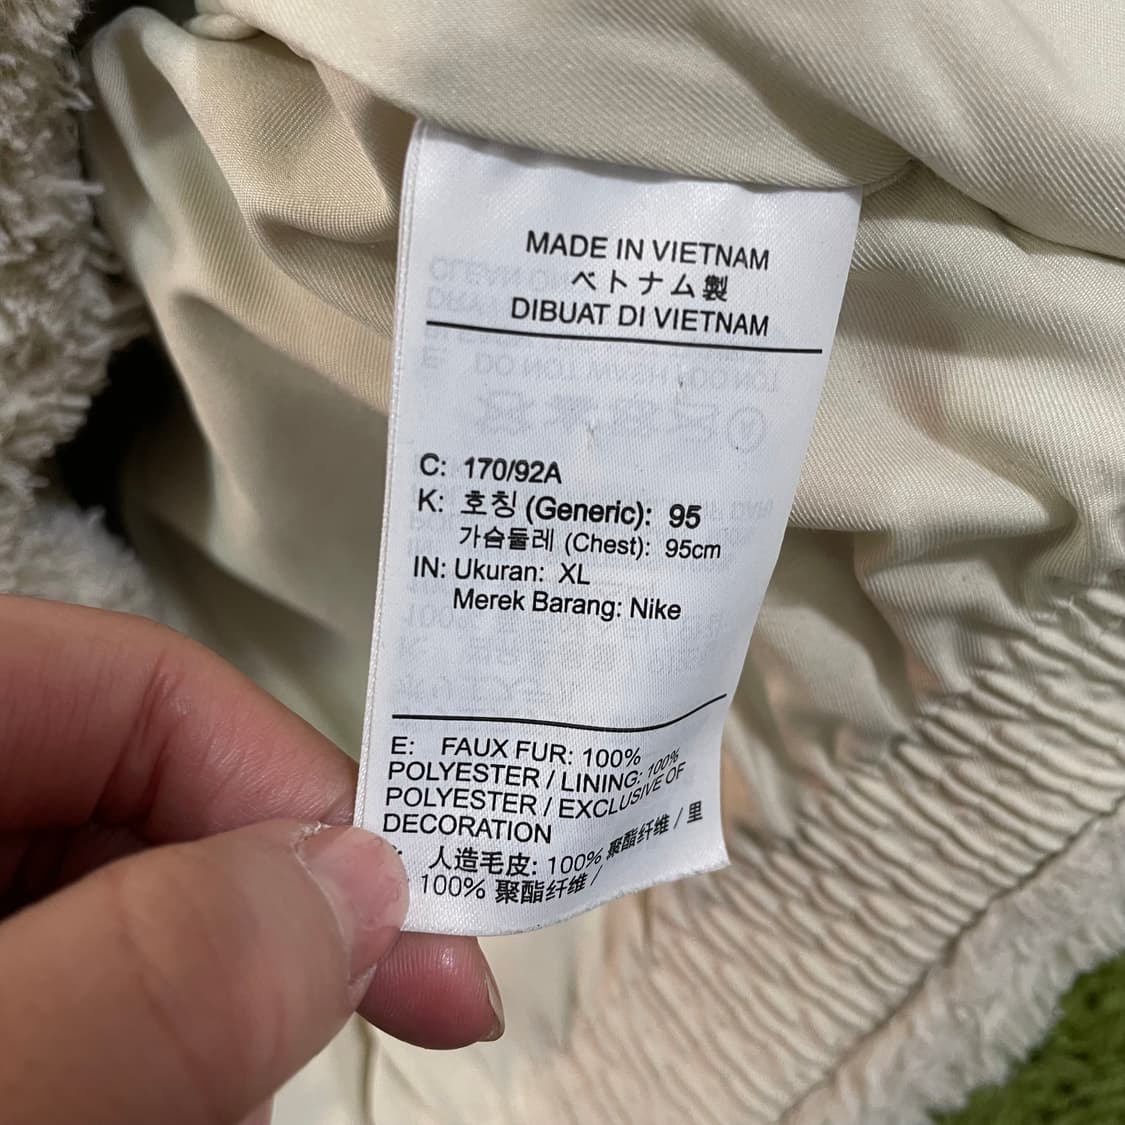 MADE IN VIETNAM
ベトナム製
DIBUAT DI VIETNAM
C: 170/92A
K: 호칭 (Generic): 95
가슴둘레 (Chest): 95cm
IN: Ukuran: XL
Merek Barang: Nike
E: FAUX FUR: 100%
POLYESTER / LINING: 100%
POLYESTER / EXCLUSIVE OF
DECORATION
人造毛皮: 100% 聚酯纤维 / 里
100% 聚酯纤维 /